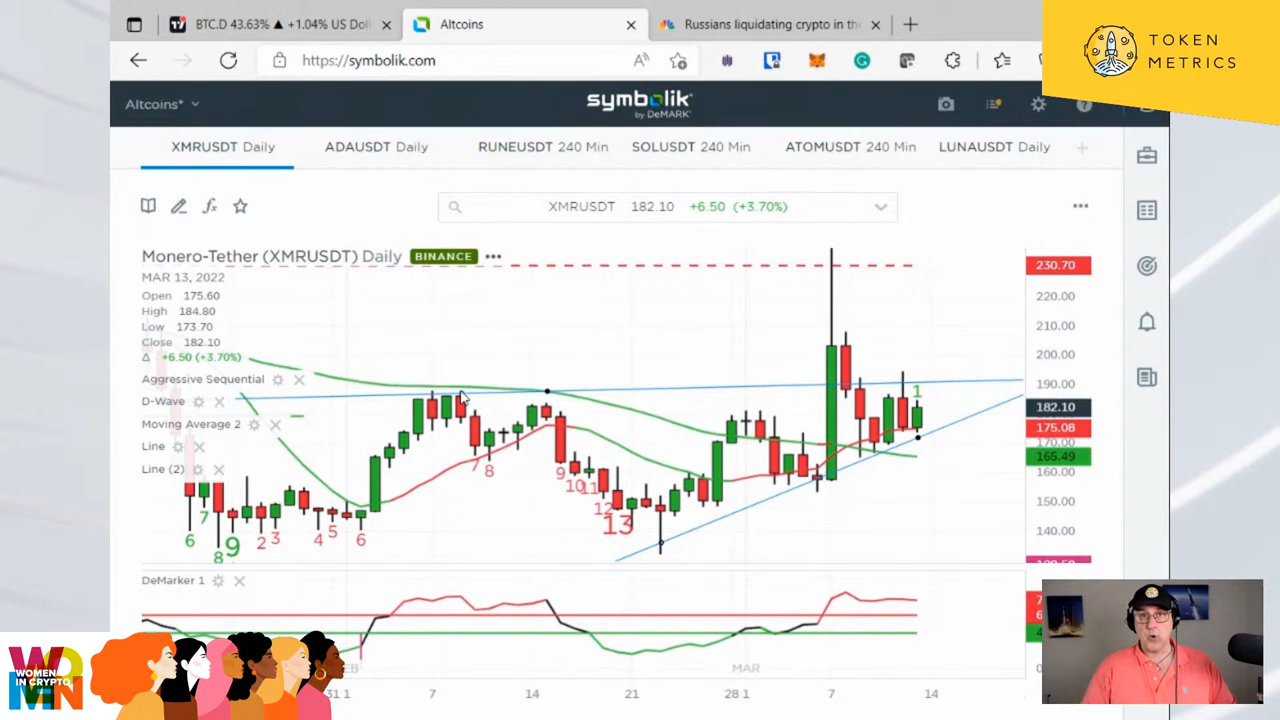 BTC.D 43.63% ▲ +1.04% US Doll
Altcoins
Russians liquidating crypto in the
TOKEN
METRICS
https://symbolik.com
Altcoins*
symbolik
by DeMARK
XMRUSDT Daily
ADAUSDT Daily
RUNEUSDT 240 Min
SOLUSDT 240 Min
ATOMUSDT 240 Min
LUNAUSDT Daily
XMRUSDT 182.10 +6.50 (+3.70%)
Monero-Tether (XMRUSDT) Daily BINANCE
MAR 13, 2022
Open 175.60
High 184.80
Low 173.70
Close 182.10
Δ +6.50 (+3.70%)
Aggressive Sequential
D-Wave
Moving Average 2
Line
Line (2)
230.70
220.00
210.00
200.00
190.00
182.10
175.08
170.00
165.49
160.00
150.00
140.00
1
7 8
9 10 11 12 13
6 7 8 9 2 3 4 5 6
DeMarker 1
31 1 7 14 21 28 1 7 14
MAR
WOMEN
WOMEN
IN CRYPTO